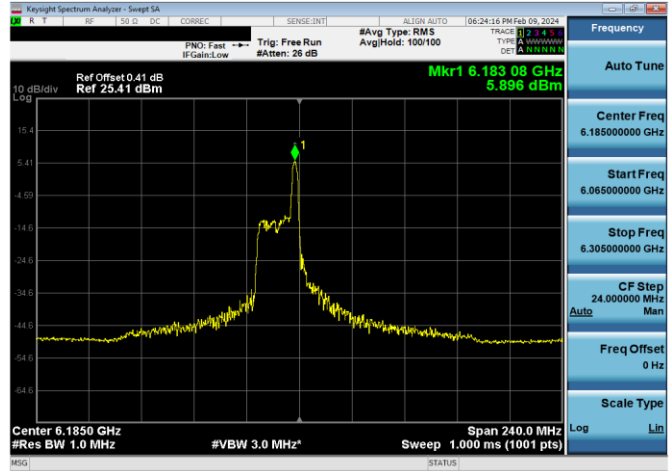 Keysight Spectrum Analyzer - Swept SA
R T RF 50 Ω DC CORREC SENSE:INT ALIGN AUTO 06:24:16 PM Feb 09, 2024
Frequency
#Avg Type: RMS
TRACE 1 2 3 4 5 6
PNO: Fast Trig: Free Run Avg|Hold: 100/100
TYPE A WWWWW
IFGain:Low #Atten: 26 dB
DET A N N N N N
Auto Tune
Mkr1 6.183 08 GHz
Ref Offset 0.41 dB
5.896 dBm
10 dB/div Ref 25.41 dBm
Log
Center Freq
6.185000000 GHz
15.4
1
5.41
Start Freq
6.065000000 GHz
-4.59
-14.6
Stop Freq
6.305000000 GHz
-24.6
-34.6
CF Step
24.000000 MHz
Auto Man
-44.6
-54.6
Freq Offset
0 Hz
-64.6
Scale Type
Log Lin
Center 6.1850 GHz Span 240.0 MHz
#Res BW 1.0 MHz #VBW 3.0 MHz* Sweep 1.000 ms (1001 pts)
MSG STATUS